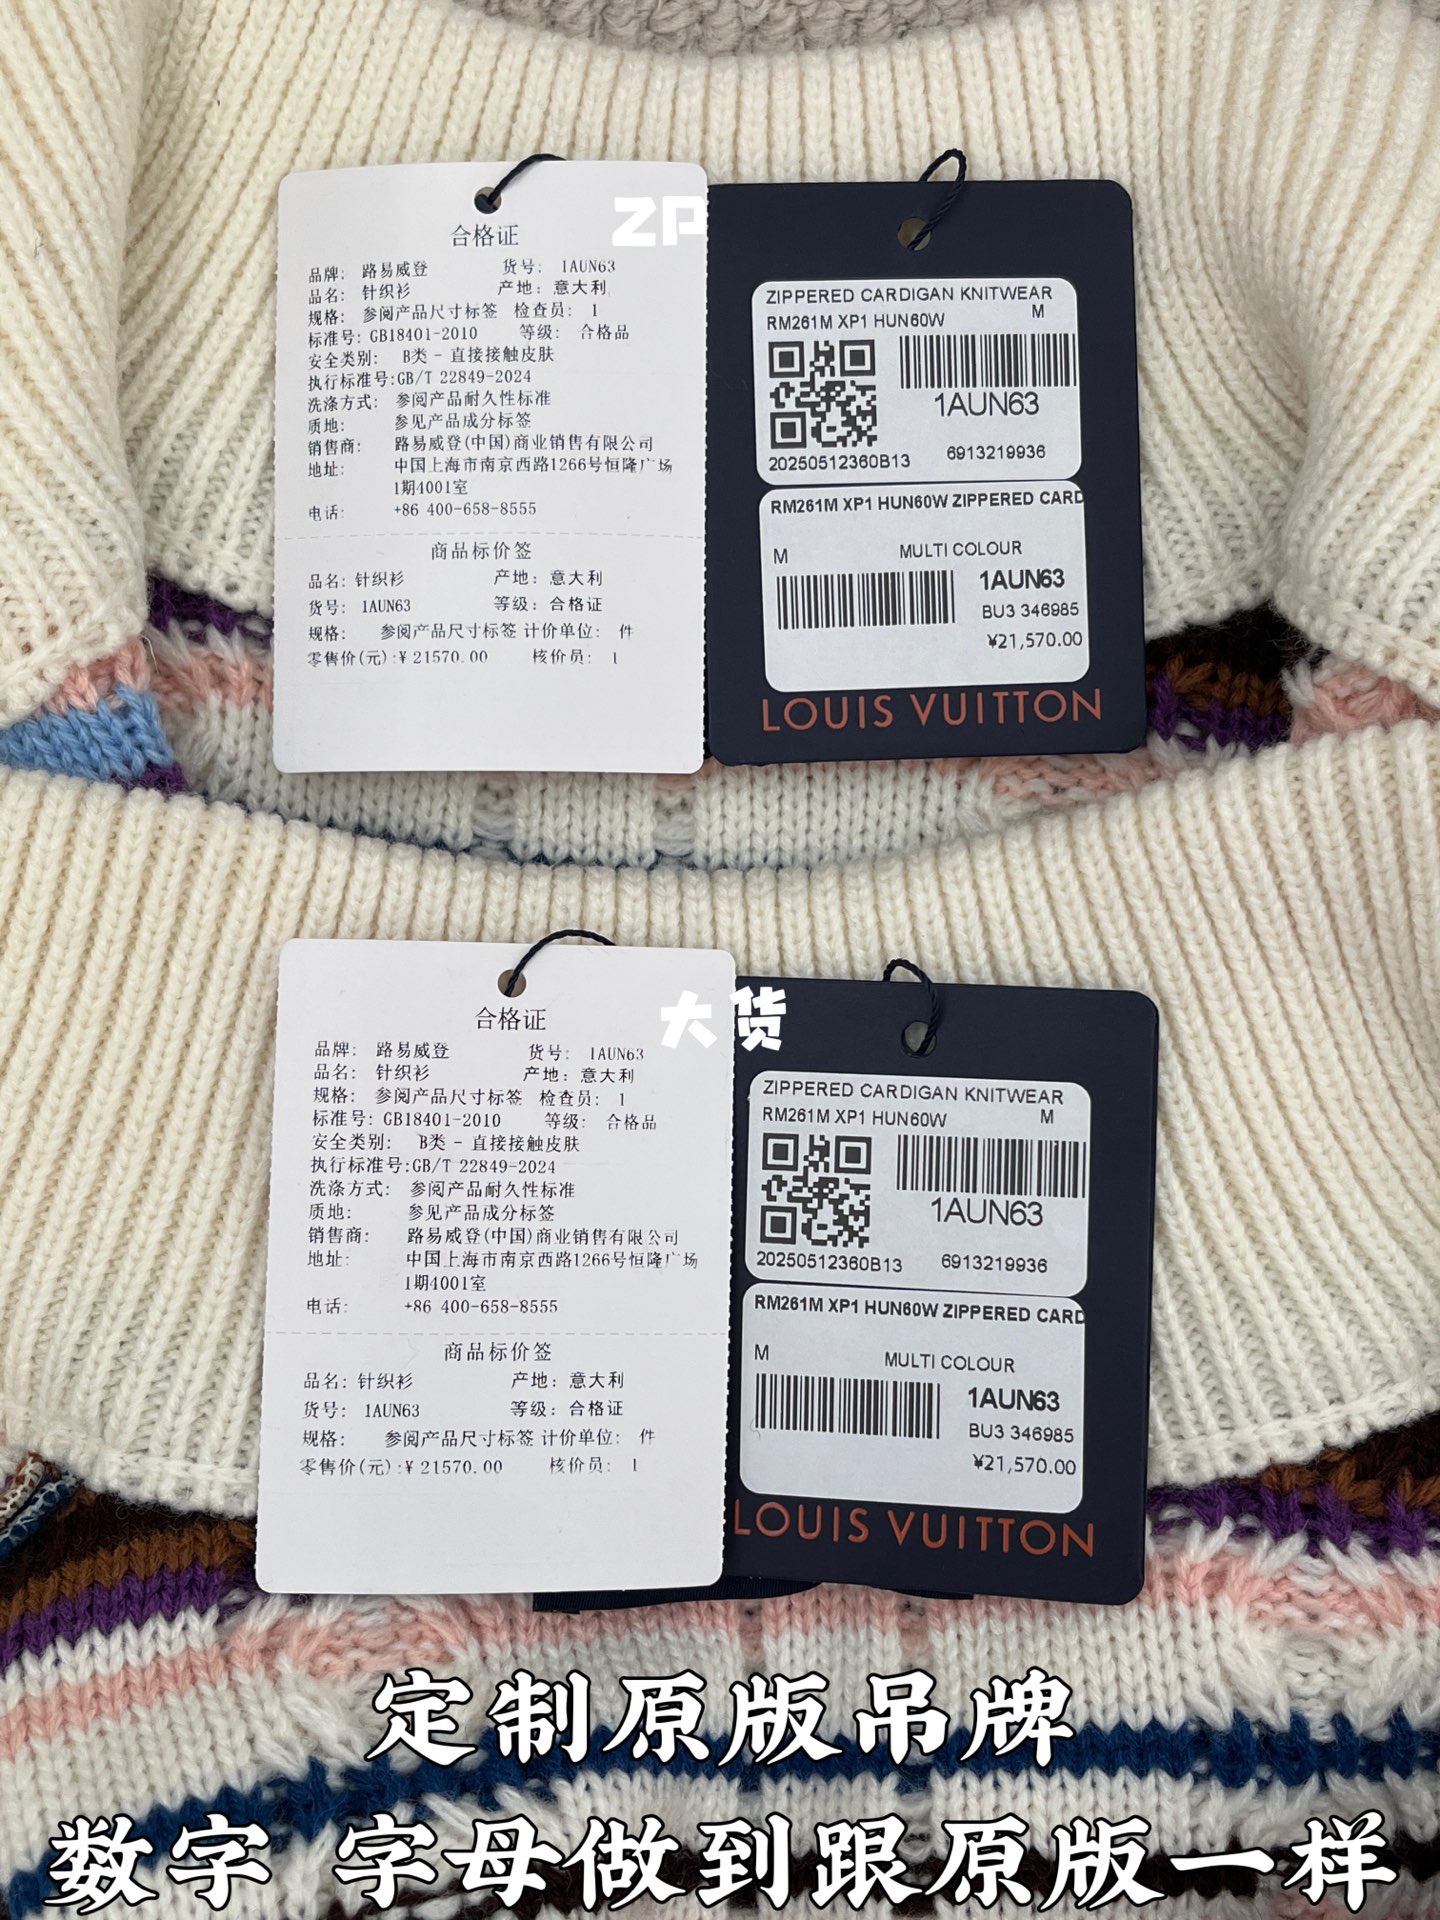 ZP
合格证
品牌: 路易威登 货号: 1AUN63
品名: 针织衫 产地: 意大利
规格: 参阅产品尺寸标签 检查员: 1
标准号: GB18401-2010 等级: 合格品
安全类别: B类 - 直接接触皮肤
执行标准号:GB/T 22849-2024
洗涤方式: 参阅产品耐久性标准
质地: 参见产品成分标签
销售商: 路易威登(中国)商业销售有限公司
地址: 中国上海市南京西路1266号恒隆广场
1期4001室
电话: +86 400-658-8555
商品标价签
品名: 针织衫 产地: 意大利
货号: 1AUN63 等级: 合格证
规格: 参阅产品尺寸标签 计价单位: 件
零售价(元):¥ 21570.00 核价员: 1
ZIPPERED CARDIGAN KNITWEAR
RM261M XP1 HUN60W M
1AUN63
20250512360B13 6913219936
RM261M XP1 HUN60W ZIPPERED CARD
M MULTI COLOUR
1AUN63
BU3 346985
¥21,570.00
LOUIS VUITTON
大货
合格证
品牌: 路易威登 货号: 1AUN63
品名: 针织衫 产地: 意大利
规格: 参阅产品尺寸标签 检查员: 1
标准号: GB18401-2010 等级: 合格品
安全类别: B类 - 直接接触皮肤
执行标准号:GB/T 22849-2024
洗涤方式: 参阅产品耐久性标准
质地: 参见产品成分标签
销售商: 路易威登(中国)商业销售有限公司
地址: 中国上海市南京西路1266号恒隆广场
1期4001室
电话: +86 400-658-8555
商品标价签
品名: 针织衫 产地: 意大利
货号: 1AUN63 等级: 合格证
规格: 参阅产品尺寸标签 计价单位: 件
零售价(元):¥ 21570.00 核价员: 1
ZIPPERED CARDIGAN KNITWEAR
RM261M XP1 HUN60W M
1AUN63
20250512360B13 6913219936
RM261M XP1 HUN60W ZIPPERED CARD
M MULTI COLOUR
1AUN63
BU3 346985
¥21,570.00
LOUIS VUITTON
定制原版吊牌
数字 字母做到跟原版一样